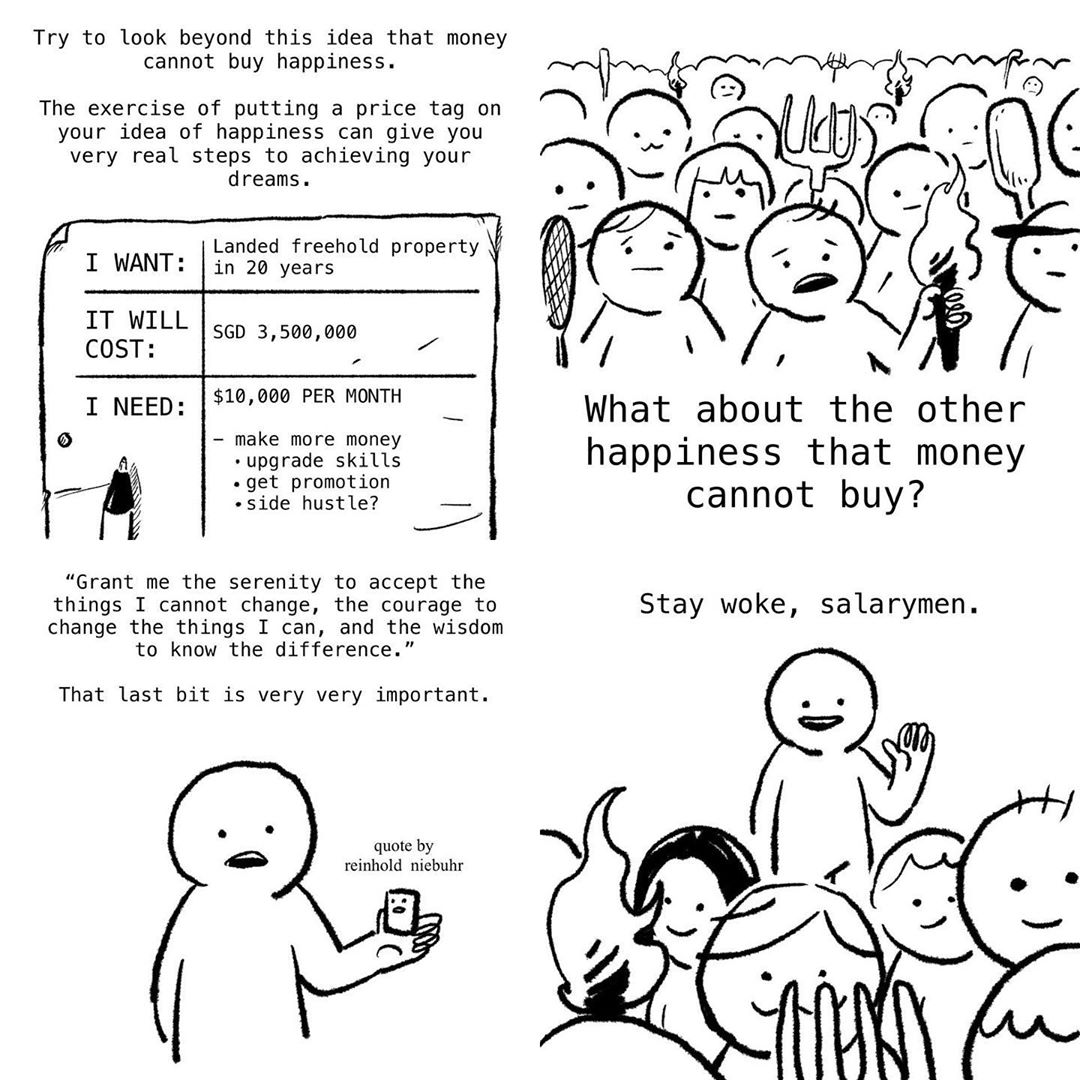 Try to look beyond this idea that money
cannot buy happiness.
The exercise of putting a price tag on
your idea of happiness can give you
very real steps to achieving your
dreams.
I WANT:
Landed freehold property
in 20 years
IT WILL
COST:
SGD 3,500,000
I NEED:
$10,000 PER MONTH
– make more money
• upgrade skills
• get promotion
• side hustle?
What about the other
happiness that money
cannot buy?
“Grant me the serenity to accept the
things I cannot change, the courage to
change the things I can, and the wisdom
to know the difference.”
That last bit is very very important.
quote by
reinhold niebuhr
Stay woke, salarymen.